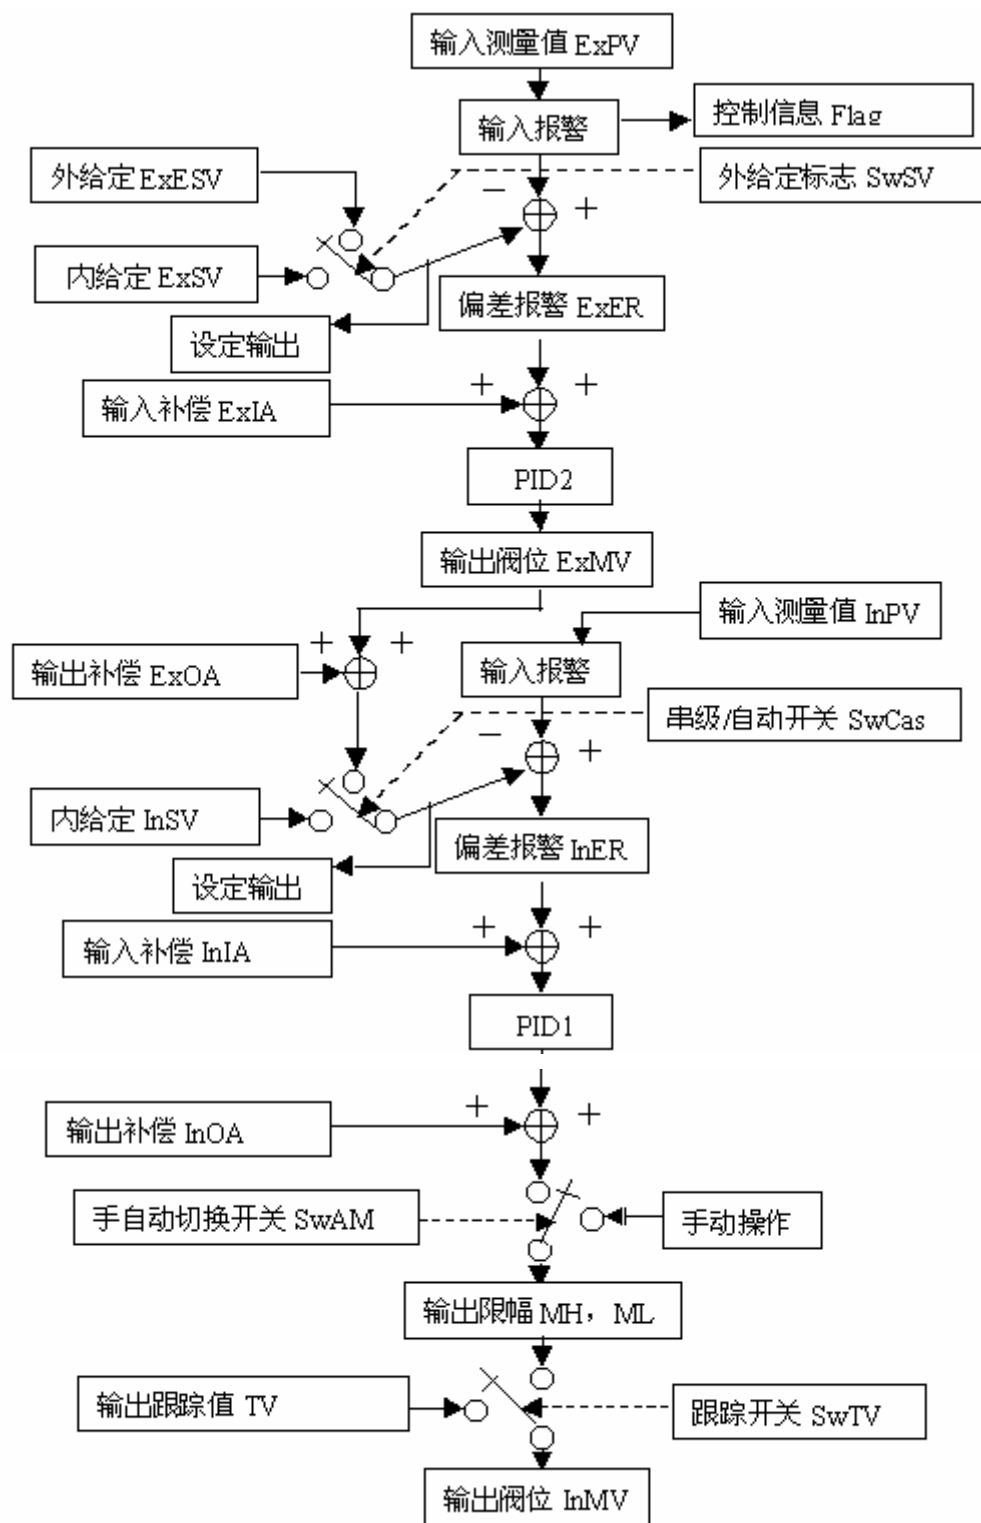 输入测量值 ExPV
输入报警
控制信息 Flag
外给定 ExESV
外给定标志 SwSV
−
+
内给定 ExSV
偏差报警 ExER
设定输出
+
+
输入补偿 ExIA
PID2
输出阀位 ExMV
输入测量值 InPV
+
+
输出补偿 ExOA
输入报警
串级/自动开关 SwCas
−
+
内给定 InSV
偏差报警 InER
设定输出
+
+
输入补偿 InIA
PID1
+
+
输出补偿 InOA
手自动切换开关 SwAM
手动操作
输出限幅 MH，ML
输出跟踪值 TV
跟踪开关 SwTV
输出阀位 InMV